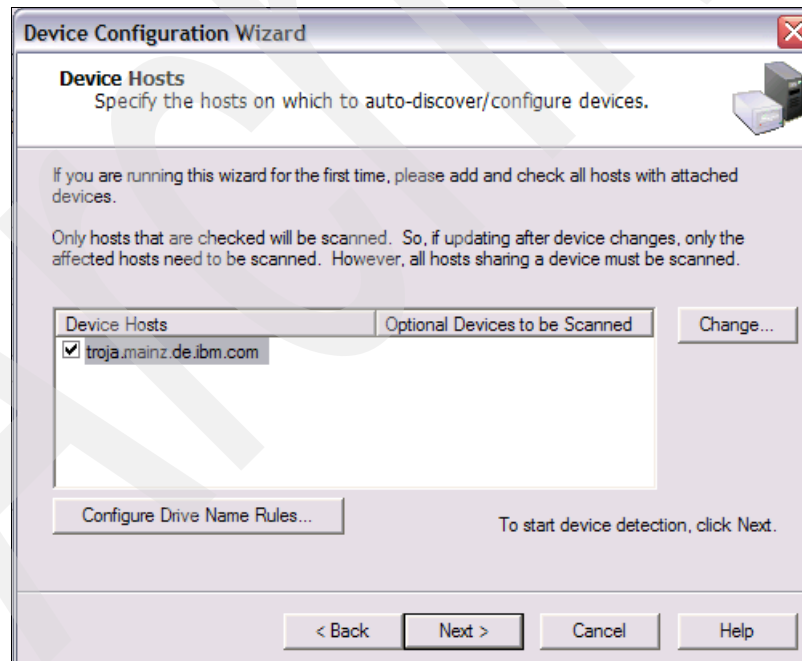 Device Configuration Wizard
Device Hosts
Specify the hosts on which to auto-discover/configure devices.
If you are running this wizard for the first time, please add and check all hosts with attached
devices.
Only hosts that are checked will be scanned. So, if updating after device changes, only the
affected hosts need to be scanned. However, all hosts sharing a device must be scanned.
Device Hosts Optional Devices to be Scanned Change...
troja.mainz.de.ibm.com
Configure Drive Name Rules... To start device detection, click Next.
< Back Next > Cancel Help